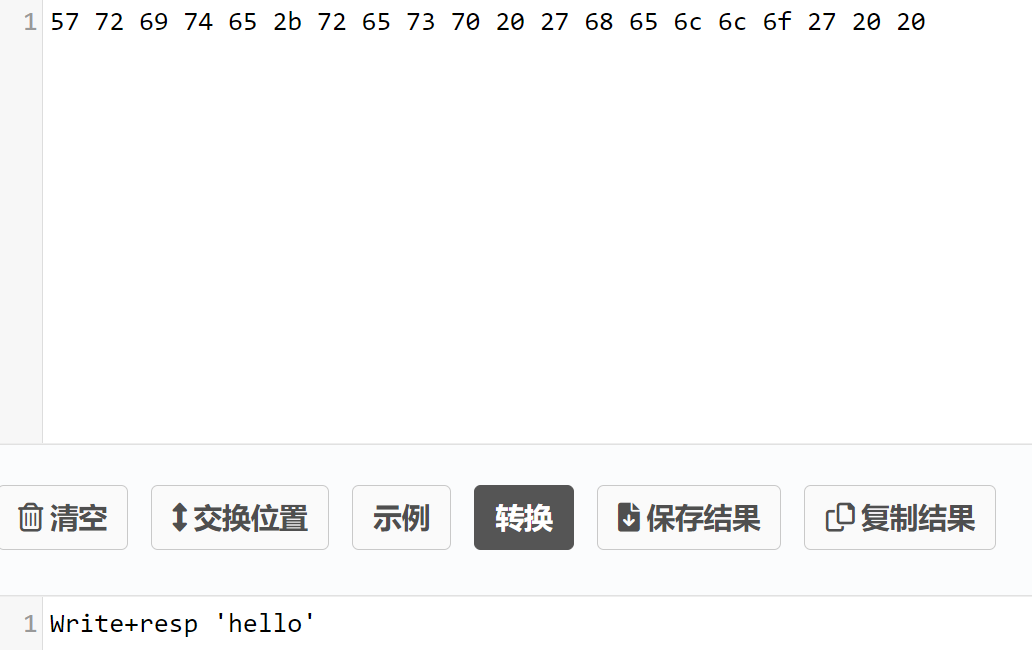 1 57 72 69 74 65 2b 72 65 73 70 20 27 68 65 6c 6c 6f 27 20 20
清空 交换位置 示例 转换 保存结果 复制结果
1 Write+resp 'hello'